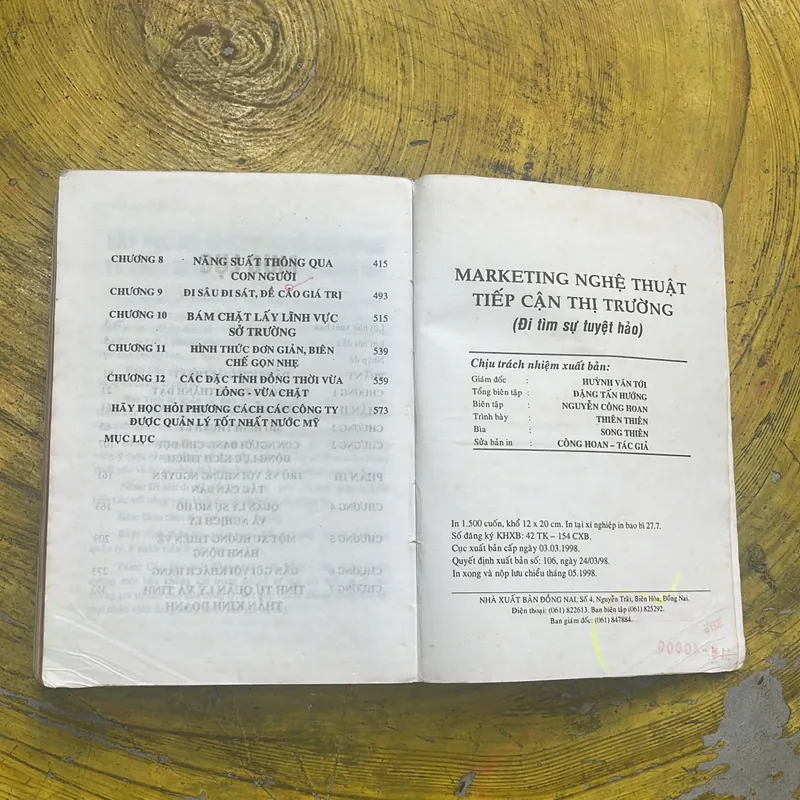 CHƯƠNG 8 NĂNG SUẤT THÔNG QUA 415
CON NGƯỜI
CHƯƠNG 9 ĐI SÂU ĐI SÁT, ĐỀ CAO GIÁ TRỊ 493
CHƯƠNG 10 BÁM CHẶT LẤY LĨNH VỰC 515
SỞ TRƯỜNG
CHƯƠNG 11 HÌNH THỨC ĐƠN GIẢN, BIÊN 539
CHẾ GỌN NHẸ
CHƯƠNG 12 CÁC ĐẶC TÍNH ĐỒNG THỜI VỪA 559
LỎNG - VỪA CHẶT
HÃY HỌC HỎI PHƯƠNG CÁCH CÁC CÔNG TY 573
ĐƯỢC QUẢN LÝ TỐT NHẤT NƯỚC MỸ
MỤC LỤC
MARKETING NGHỆ THUẬT
TIẾP CẬN THỊ TRƯỜNG
(Đi tìm sự tuyệt hảo)
Chịu trách nhiệm xuất bản:
Giám đốc : HUỲNH VĂN TỚI
Tổng biên tập : ĐẶNG TẤN HƯỚNG
Biên tập : NGUYỄN CÔNG HOAN
Trình bày : THIÊN THIÊN
Bìa : SONG THIÊN
Sửa bản in : CÔNG HOAN – TÁC GIẢ
In 1.500 cuốn, khổ 12 x 20 cm. In tại xí nghiệp in bao bì 27.7.
Số đăng ký KHXB: 42 TK – 154 CXB.
Cục xuất bản cấp ngày 03.03.1998.
Quyết định xuất bản số: 106, ngày 24/03/98.
In xong và nộp lưu chiểu tháng 05.1998.
NHÀ XUẤT BẢN ĐỒNG NAI, Số 4, Nguyễn Trãi, Biên Hòa, Đồng Nai.
Điện thoại: (061) 822613. Ban biên tập (061) 825292.
Ban giám đốc: (061) 847884.